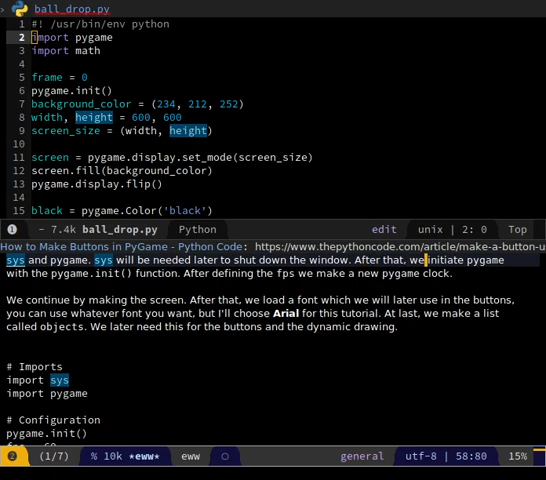 › ball_drop.py
1 #! /usr/bin/env python
2 import pygame
3 import math
4
5 frame = 0
6 pygame.init()
7 background_color = (234, 212, 252)
8 width, height = 600, 600
9 screen_size = (width, height)
10
11 screen = pygame.display.set_mode(screen_size)
12 screen.fill(background_color)
13 pygame.display.flip()
14
15 black = pygame.Color('black')
1 - 7.4k ball_drop.py Python edit unix | 2: 0 Top
How to Make Buttons in PyGame - Python Code: https://www.thepythoncode.com/article/make-a-button-u
sys and pygame. sys will be needed later to shut down the window. After that, we initiate pygame
with the pygame.init() function. After defining the fps we make a new pygame clock.
We continue by making the screen. After that, we load a font which we will later use in the buttons,
you can use whatever font you want, but I'll choose Arial for this tutorial. At last, we make a list
called objects. We later need this for the buttons and the dynamic drawing.
# Imports
import sys
import pygame
# Configuration
pygame.init()
2 (1/7) % 10k *eww* eww general utf-8 | 58:80 15%